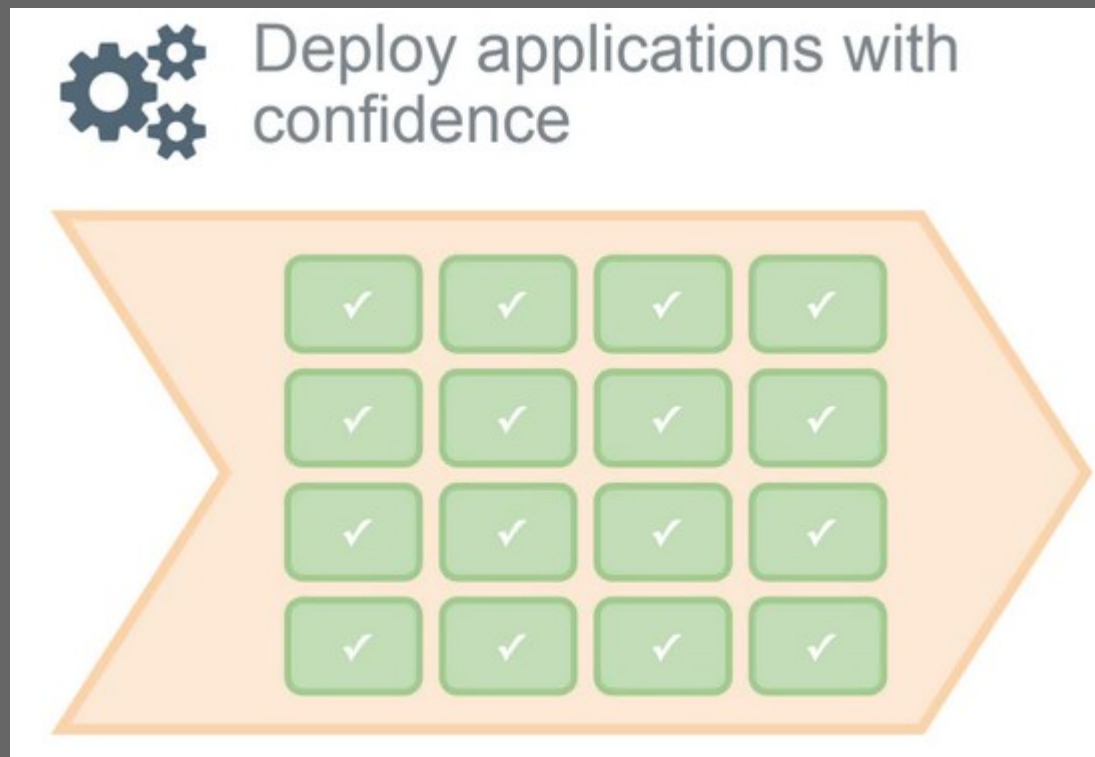 Deploy applications with
confidence
✓ ✓ ✓ ✓
✓ ✓ ✓ ✓
✓ ✓ ✓ ✓
✓ ✓ ✓ ✓